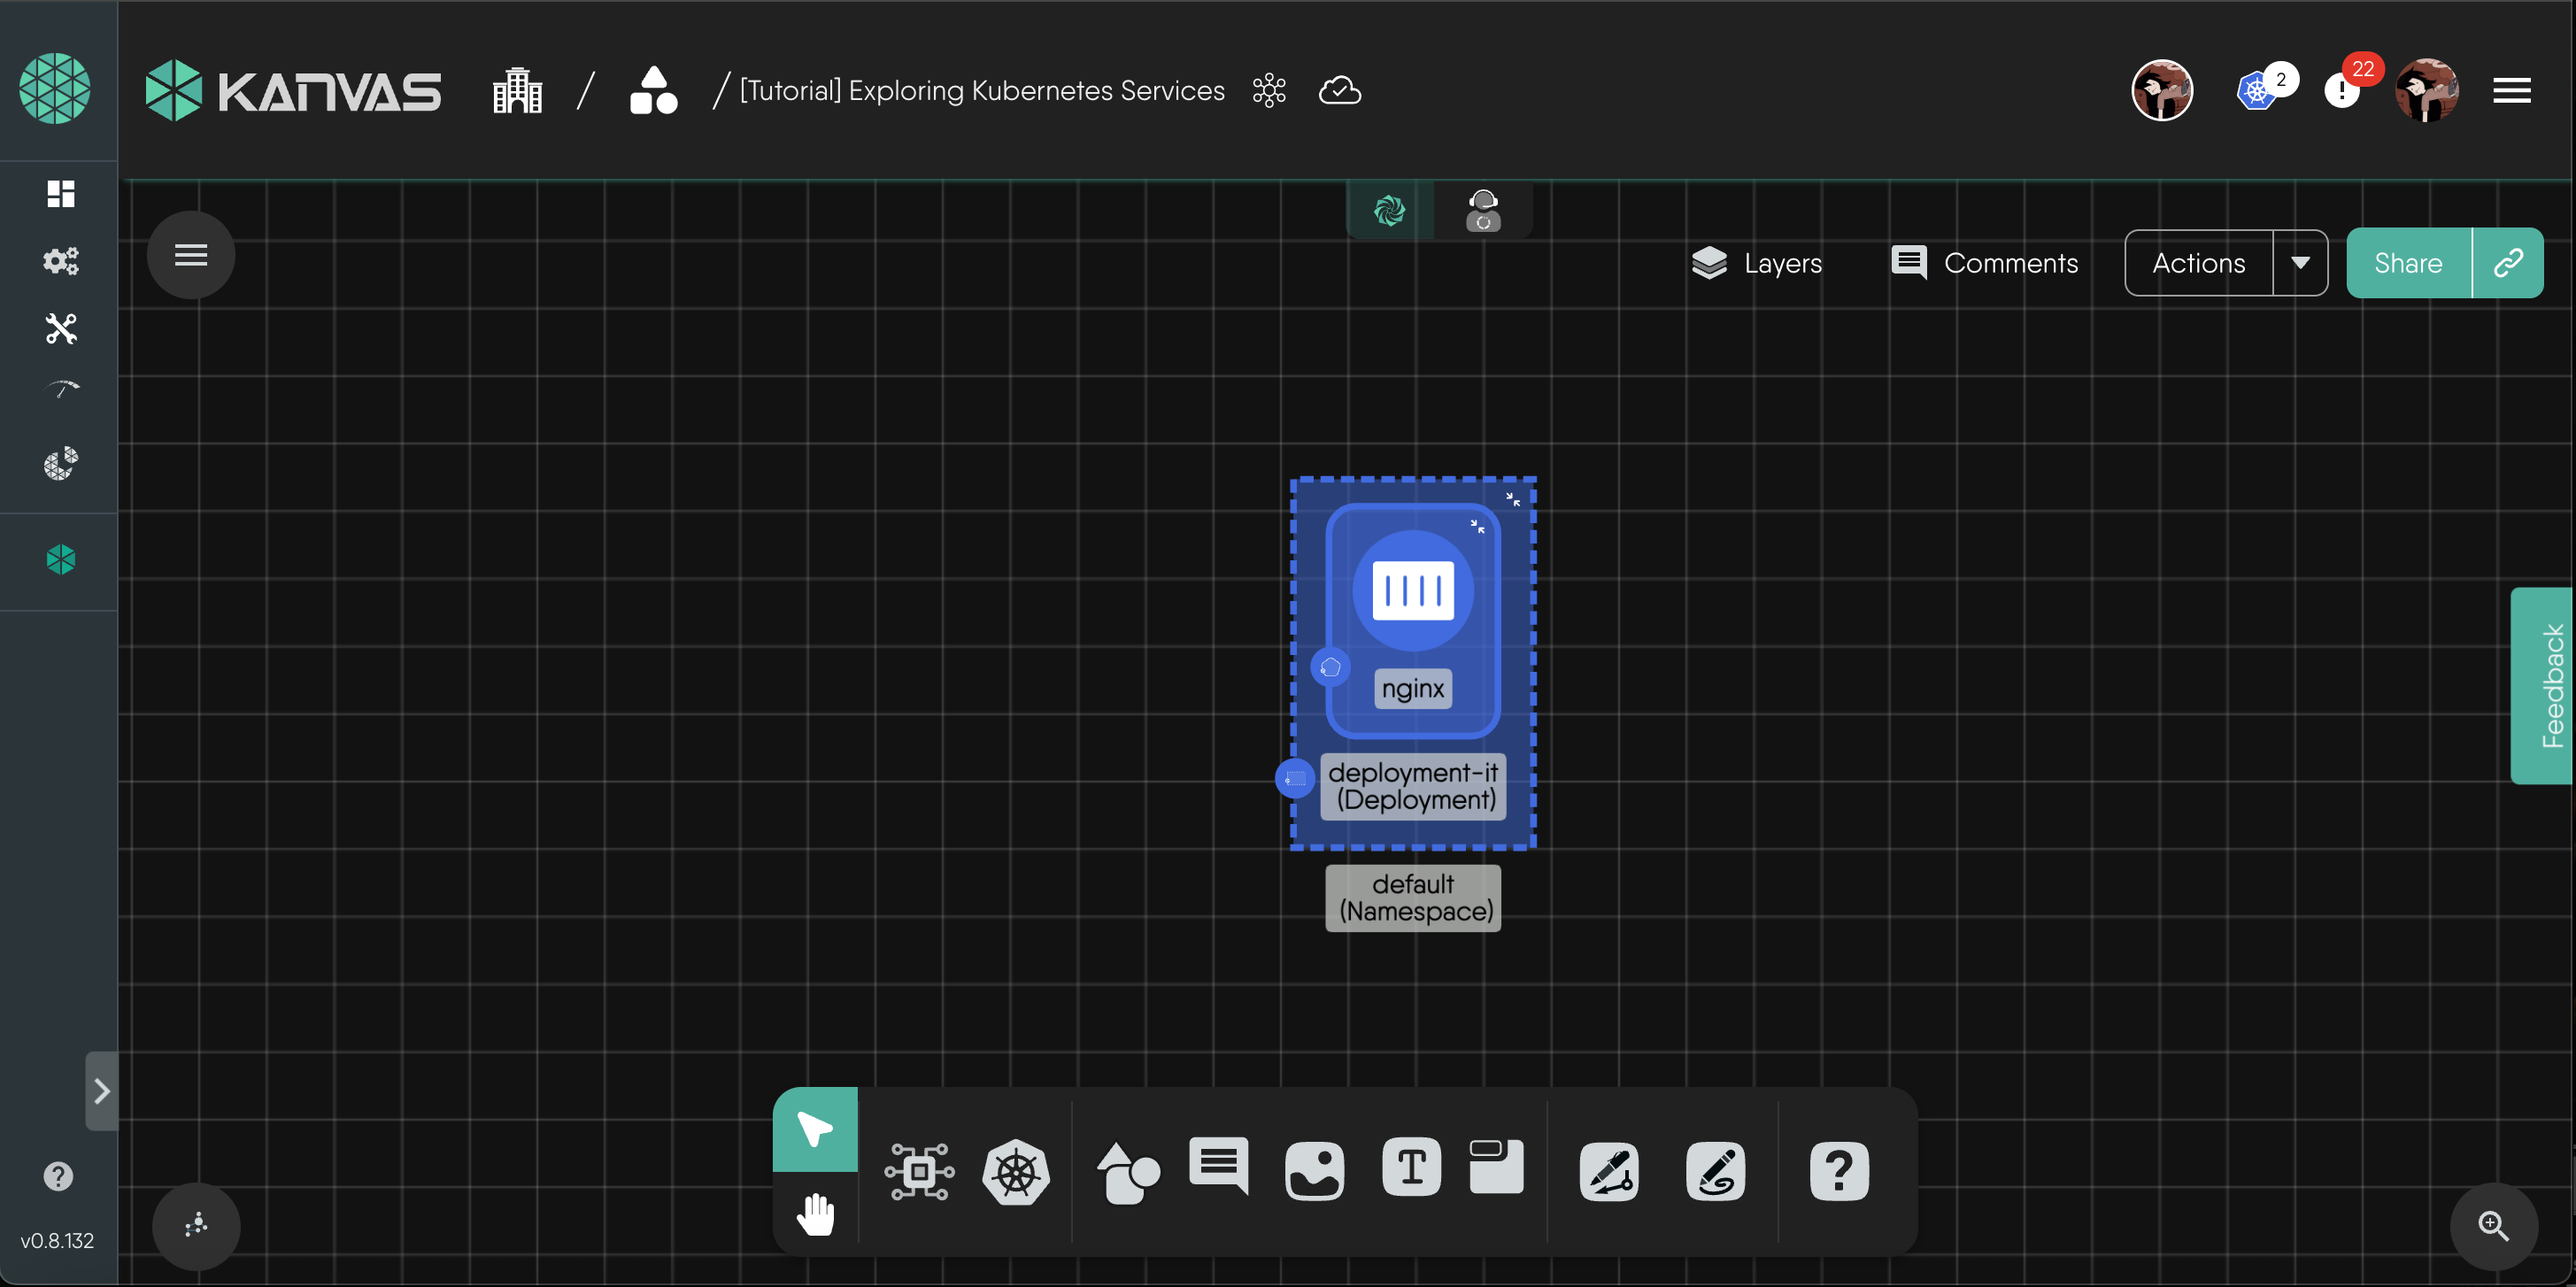 KANVAS
/ / [Tutorial] Exploring Kubernetes Services
2
!
22
Layers
Comments
Actions
Share
nginx
deployment-it
(Deployment)
default
(Namespace)
Feedback
T
?
?
v0.8.132